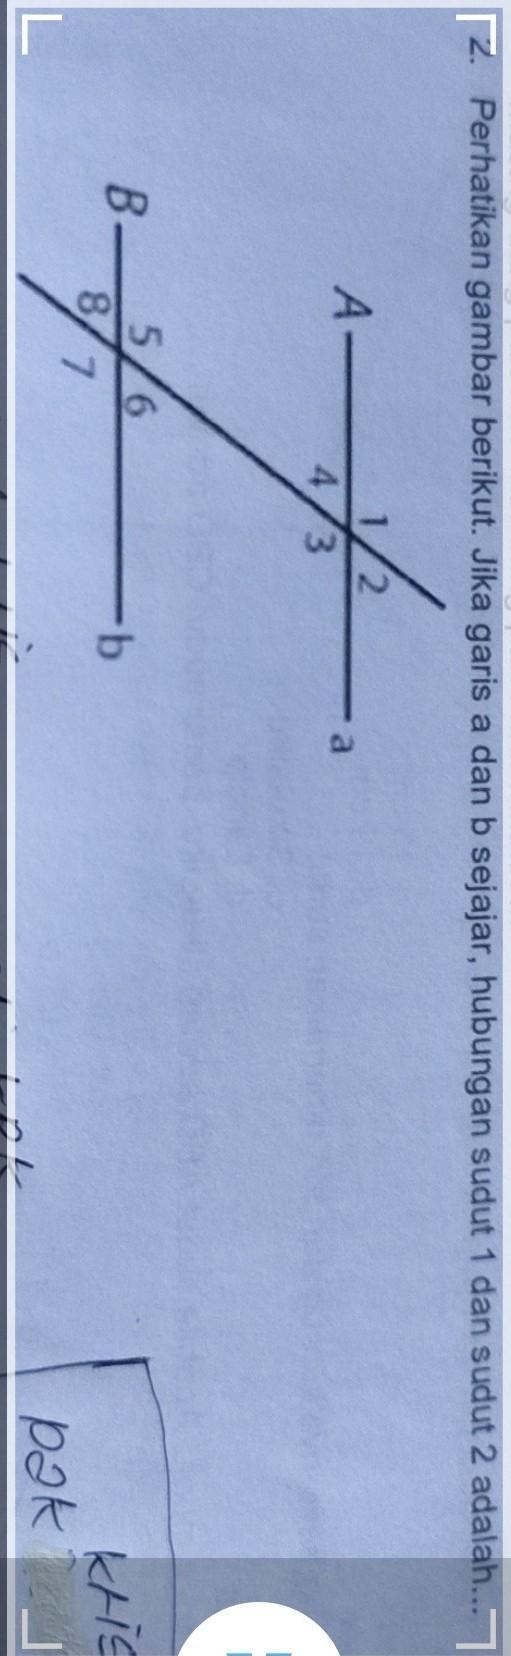 2. Perhatikan gambar berikut. Jika garis a dan b sejajar, hubungan sudut 1 dan sudut 2 adalah...
1 2
A a
4 3
5 6
B b
8 7
pak